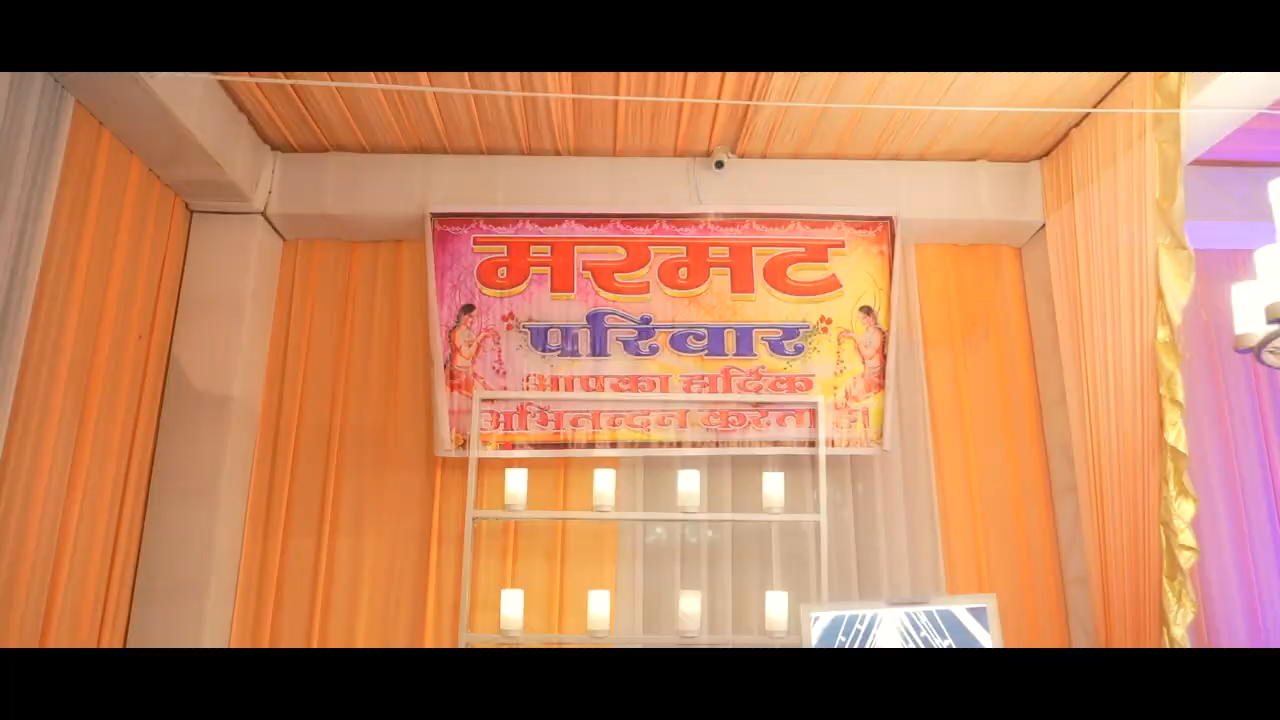 मरमट
परिवार
आपका हार्दिक
अभिनन्दन करता है